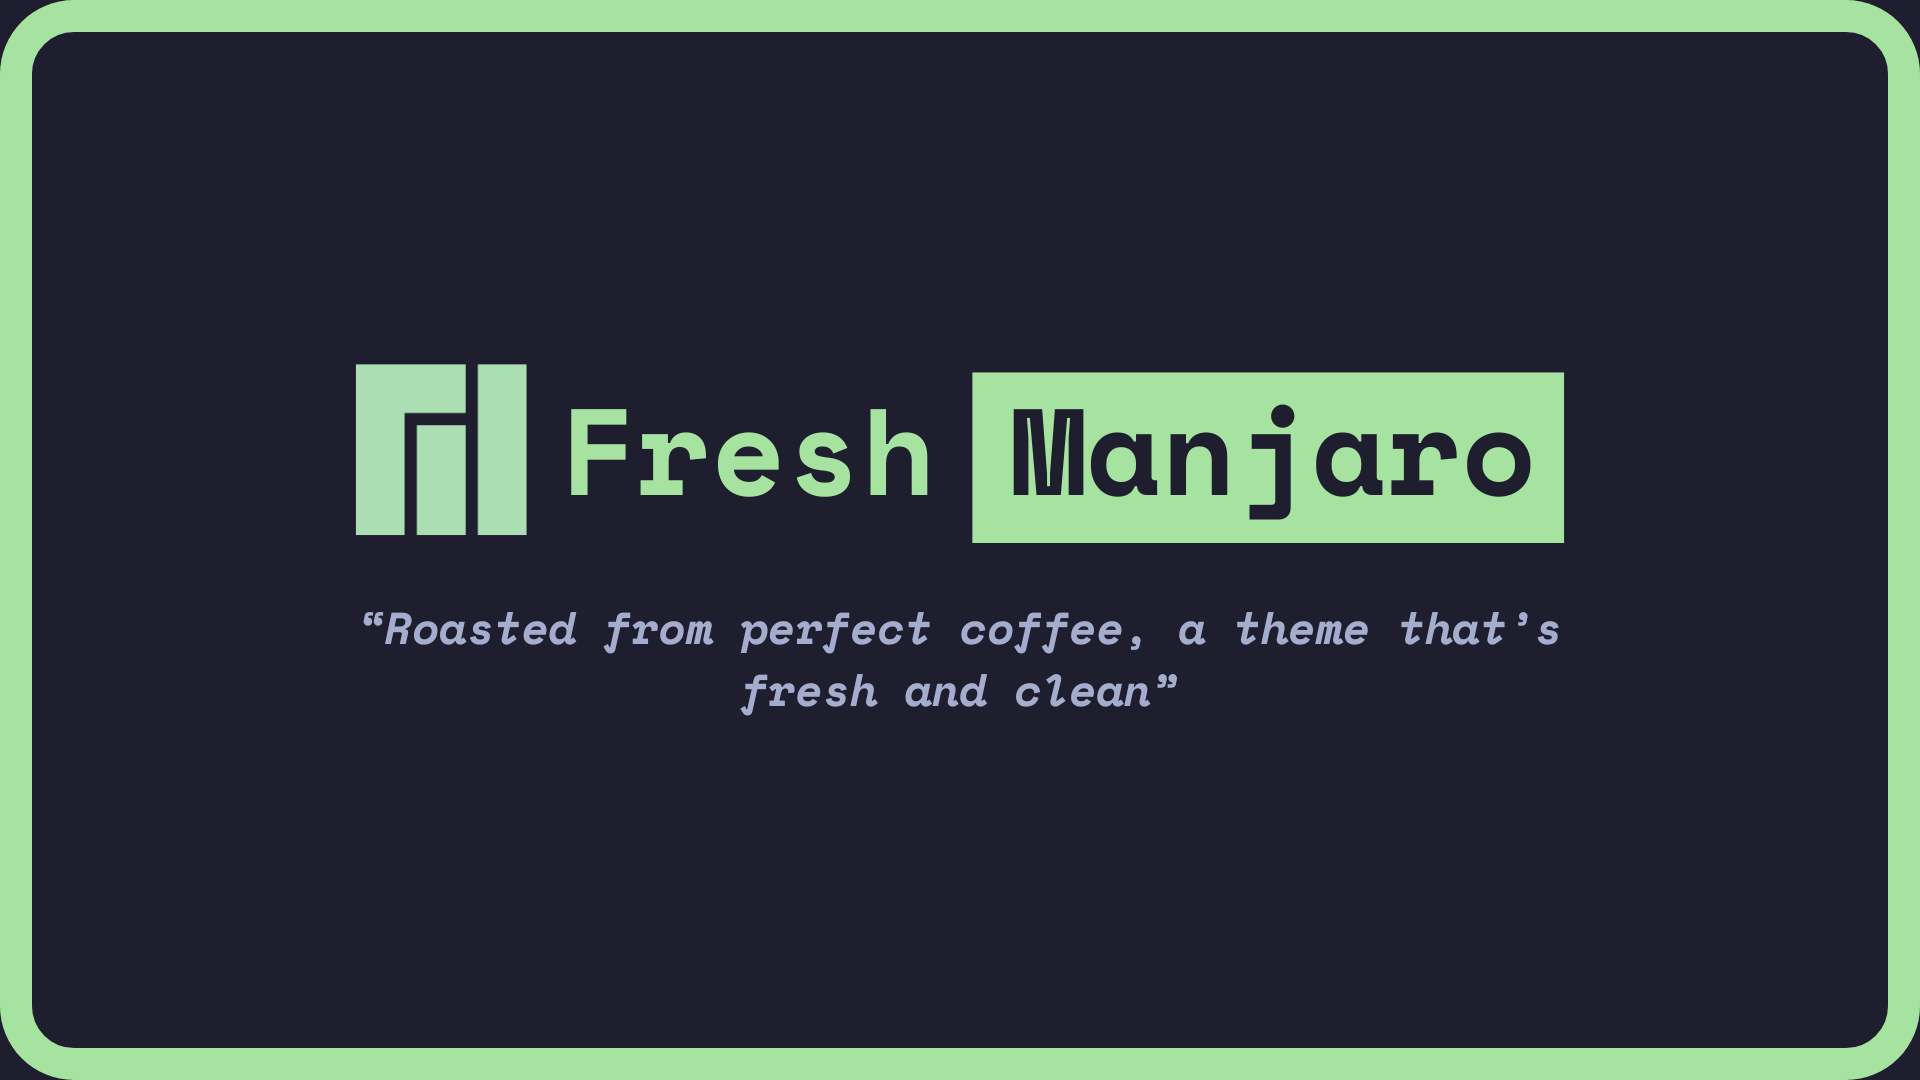 Fresh Manjaro
“Roasted from perfect coffee, a theme that’s
fresh and clean”